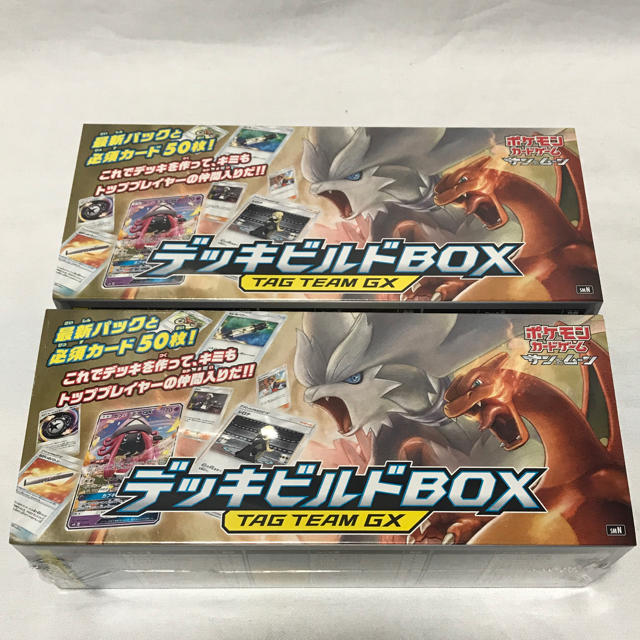 最新パックと
必須カード50枚!
これでデッキを作って、キミも
トッププレイヤーの仲間入りだ!!
ポケモン
カードゲーム
サン&ムーン
デッキビルドBOX
TAG TEAM GX
SMN
最新パックと
必須カード50枚!
これでデッキを作って、キミも
トッププレイヤーの仲間入りだ!!
ポケモン
カードゲーム
サン&ムーン
デッキビルドBOX
TAG TEAM GX
SMN